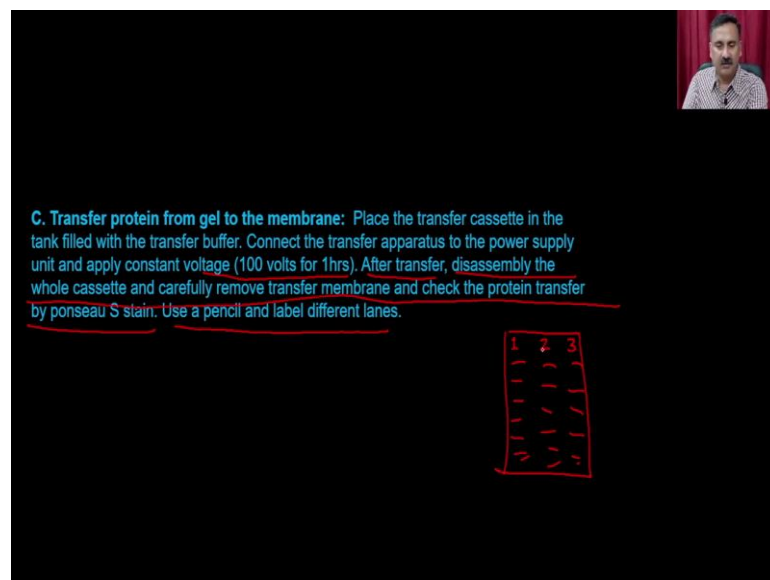 C. Transfer protein from gel to the membrane: Place the transfer cassette in the
tank filled with the transfer buffer. Connect the transfer apparatus to the power supply
unit and apply constant voltage (100 volts for 1hrs). After transfer, disassembly the
whole cassette and carefully remove transfer membrane and check the protein transfer
by ponseau S stain. Use a pencil and label different lanes.
1 2 3